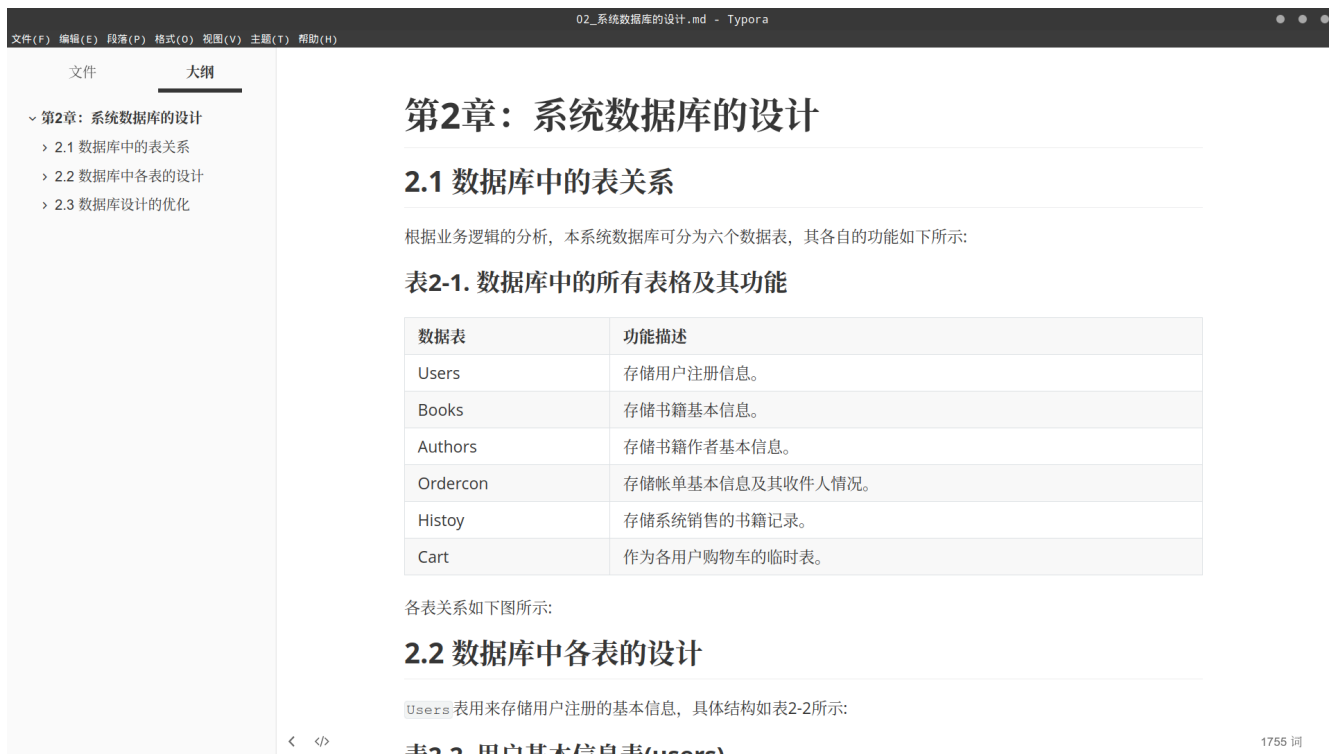 02_系统数据库的设计.md - Typora
文件(F) 编辑(E) 段落(P) 格式(O) 视图(V) 主题(T) 帮助(H)
文件 大纲
第2章：系统数据库的设计
2.1 数据库中的表关系
2.2 数据库中各表的设计
2.3 数据库设计的优化
第2章：系统数据库的设计
2.1 数据库中的表关系
根据业务逻辑的分析，本系统数据库可分为六个数据表，其各自的功能如下所示:
表2-1. 数据库中的所有表格及其功能
数据表 功能描述
Users 存储用户注册信息。
Books 存储书籍基本信息。
Authors 存储书籍作者基本信息。
Ordercon 存储帐单基本信息及其收件人情况。
Histoy 存储系统销售的书籍记录。
Cart 作为各用户购物车的临时表。
各表关系如下图所示:
2.2 数据库中各表的设计
Users表用来存储用户注册的基本信息，具体结构如表2-2所示:
表2-2. 用户基本信息表(users)
1755 词